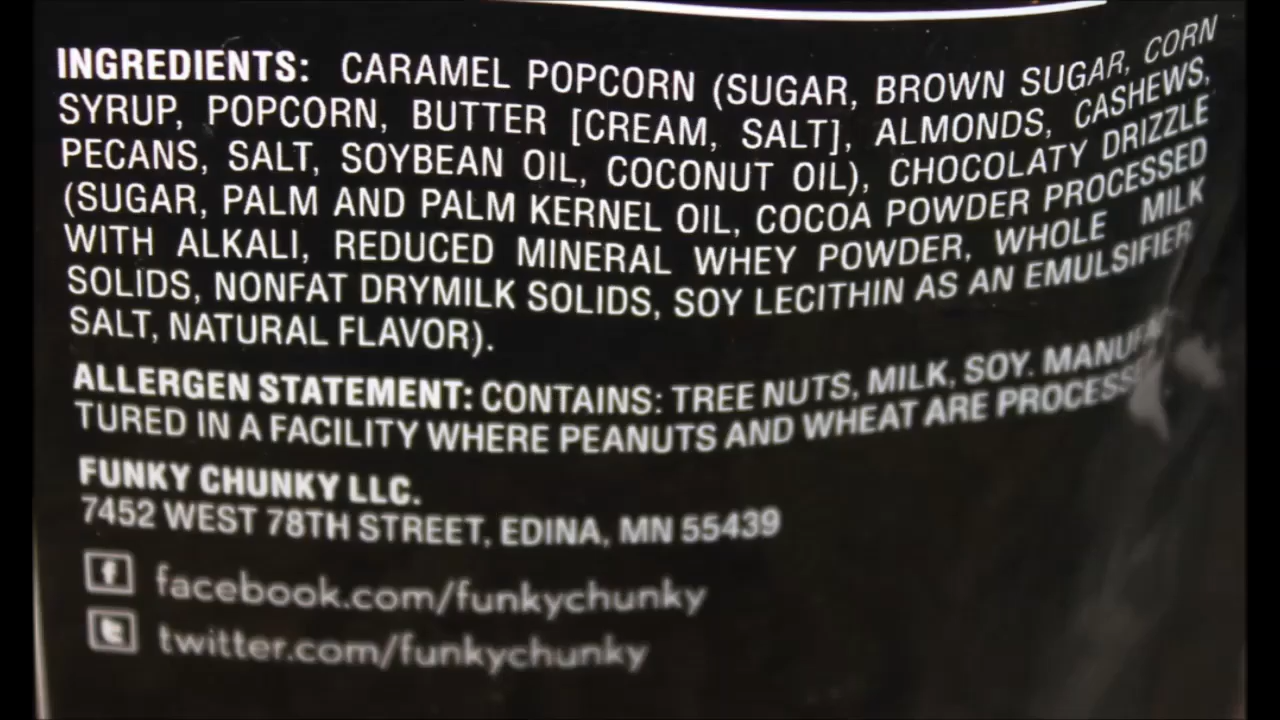 INGREDIENTS: CARAMEL POPCORN (SUGAR, BROWN SUGAR, CORN
SYRUP, POPCORN, BUTTER [CREAM, SALT], ALMONDS, CASHEWS,
PECANS, SALT, SOYBEAN OIL, COCONUT OIL), CHOCOLATY DRIZZLE
(SUGAR, PALM AND PALM KERNEL OIL, COCOA POWDER PROCESSED
WITH ALKALI, REDUCED MINERAL WHEY POWDER, WHOLE MILK
SOLIDS, NONFAT DRYMILK SOLIDS, SOY LECITHIN AS AN EMULSIFIER
SALT, NATURAL FLAVOR).
ALLERGEN STATEMENT: CONTAINS: TREE NUTS, MILK, SOY.
TURED IN A FACILITY WHERE PEANUTS AND WHEAT ARE
FUNKY CHUNKY LLC.
7452 WEST 78TH STREET, EDINA, MN 55439
facebook.com/funkychunky
twitter.com/funkychunky